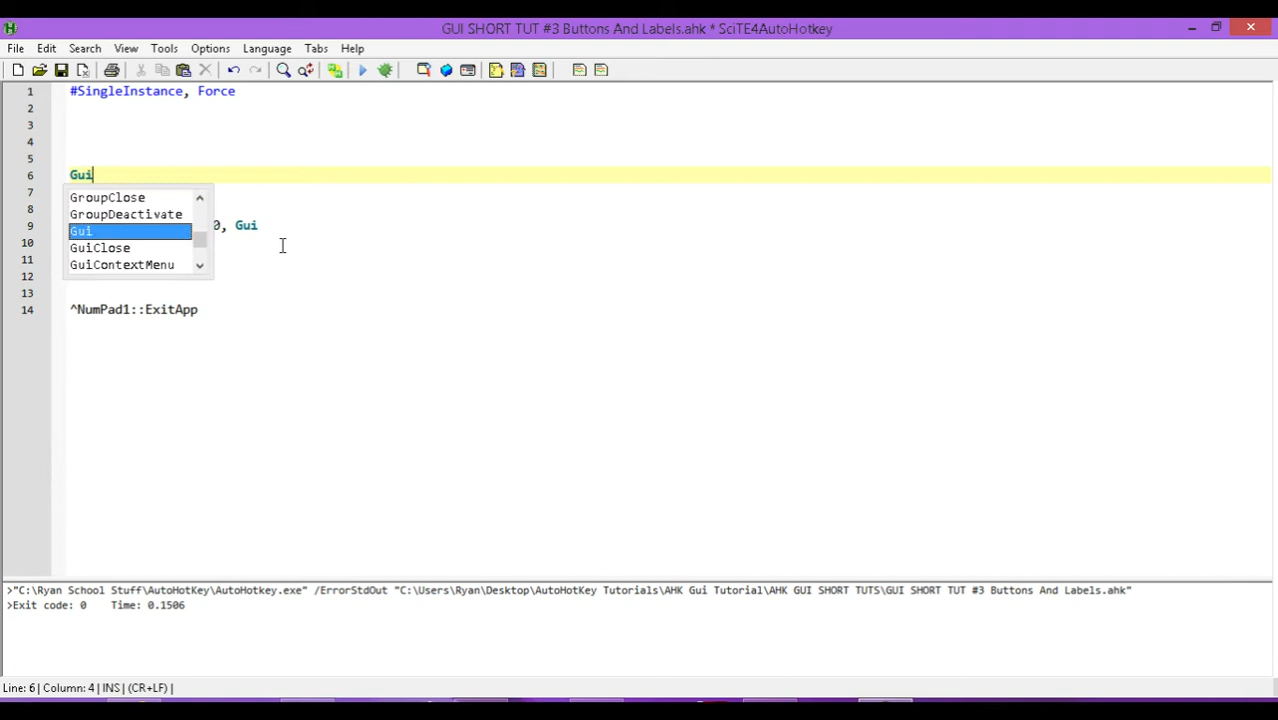 GUI SHORT TUT #3 Buttons And Labels.ahk * SciTE4AutoHotkey
File Edit Search View Tools Options Language Tabs Help
1 #SingleInstance, Force
2
3
4
5
6 Gui
7
8
9 0, Gui
10
11
12
13
14 ^NumPad1::ExitApp
GroupClose
GroupDeactivate
Gui
GuiClose
GuiContextMenu
>"C:\Ryan School Stuff\AutoHotKey\AutoHotkey.exe" /ErrorStdOut "C:\Users\Ryan\Desktop\AutoHotKey Tutorials\AHK Gui Tutorial\AHK GUI SHORT TUTS\GUI SHORT TUT #3 Buttons And Labels.ahk"
>Exit code: 0 Time: 0.1506
Line: 6 | Column: 4 | INS | (CR+LF) |